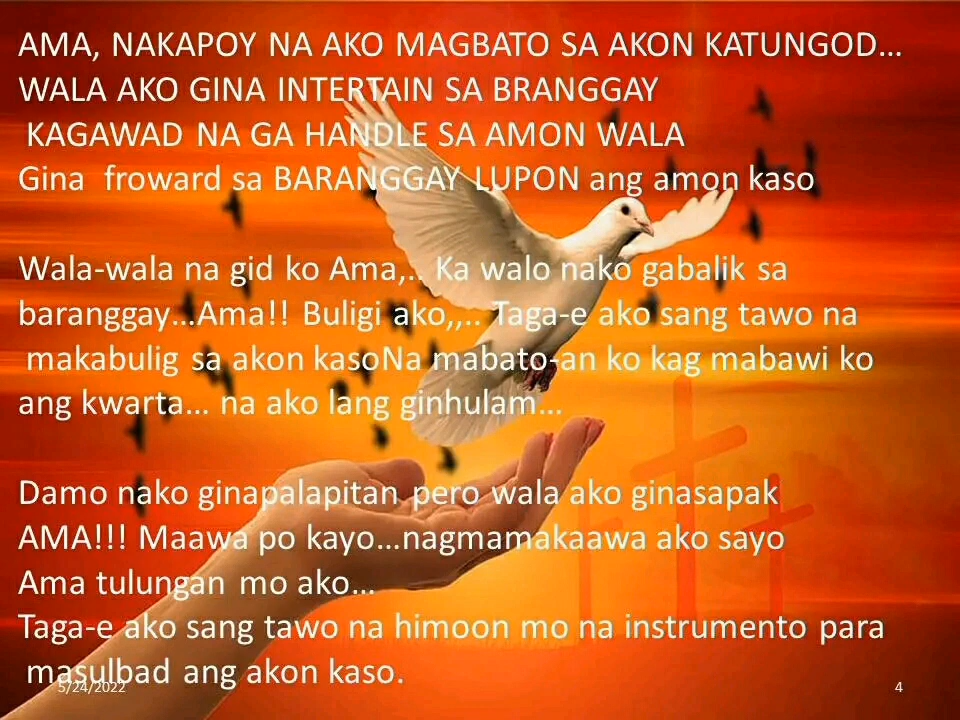 AMA, NAKAPOY NA AKO MAGBATO SA AKON KATUNGOD...
WALA AKO GINA INTERTAIN SA BRANGGAY
KAGAWAD NA GA HANDLE SA AMON WALA
Gina froward sa BARANGGAY LUPON ang amon kaso
Wala-wala na gid ko Ama,.. Ka walo nako gabalik sa
baranggay...Ama!! Buligi ako,,.. Taga-e ako sang tawo na
makabulig sa akon kasoNa mabato-an ko kag mabawi ko
ang kwarta... na ako lang ginhulam...
Damo nako ginapalapitan pero wala ako ginasapak
AMA!!! Maawa po kayo...nagmamakaawa ako sayo
Ama tulungan mo ako...
Taga-e ako sang tawo na himoon mo na instrumento para
masulbad ang akon kaso.
5/24/2022
4